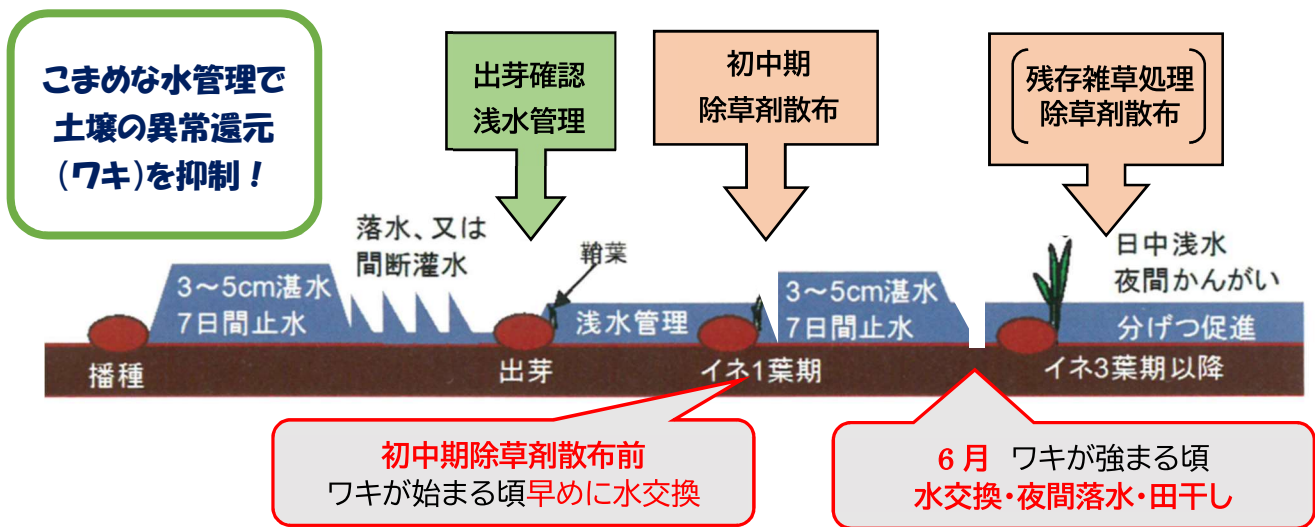 こまめな水管理で
土壌の異常還元
(ワキ)を抑制！
出芽確認
浅水管理
初中期
除草剤散布
残存雑草処理
除草剤散布
落水、又は
間断灌水
鞘葉
日中浅水
夜間かんがい
3～5cm湛水
7日間止水
浅水管理
3～5cm湛水
7日間止水
分げつ促進
播種
出芽
イネ1葉期
イネ3葉期以降
初中期除草剤散布前
ワキが始まる頃早めに水交換
6月 ワキが強まる頃
水交換・夜間落水・田干し